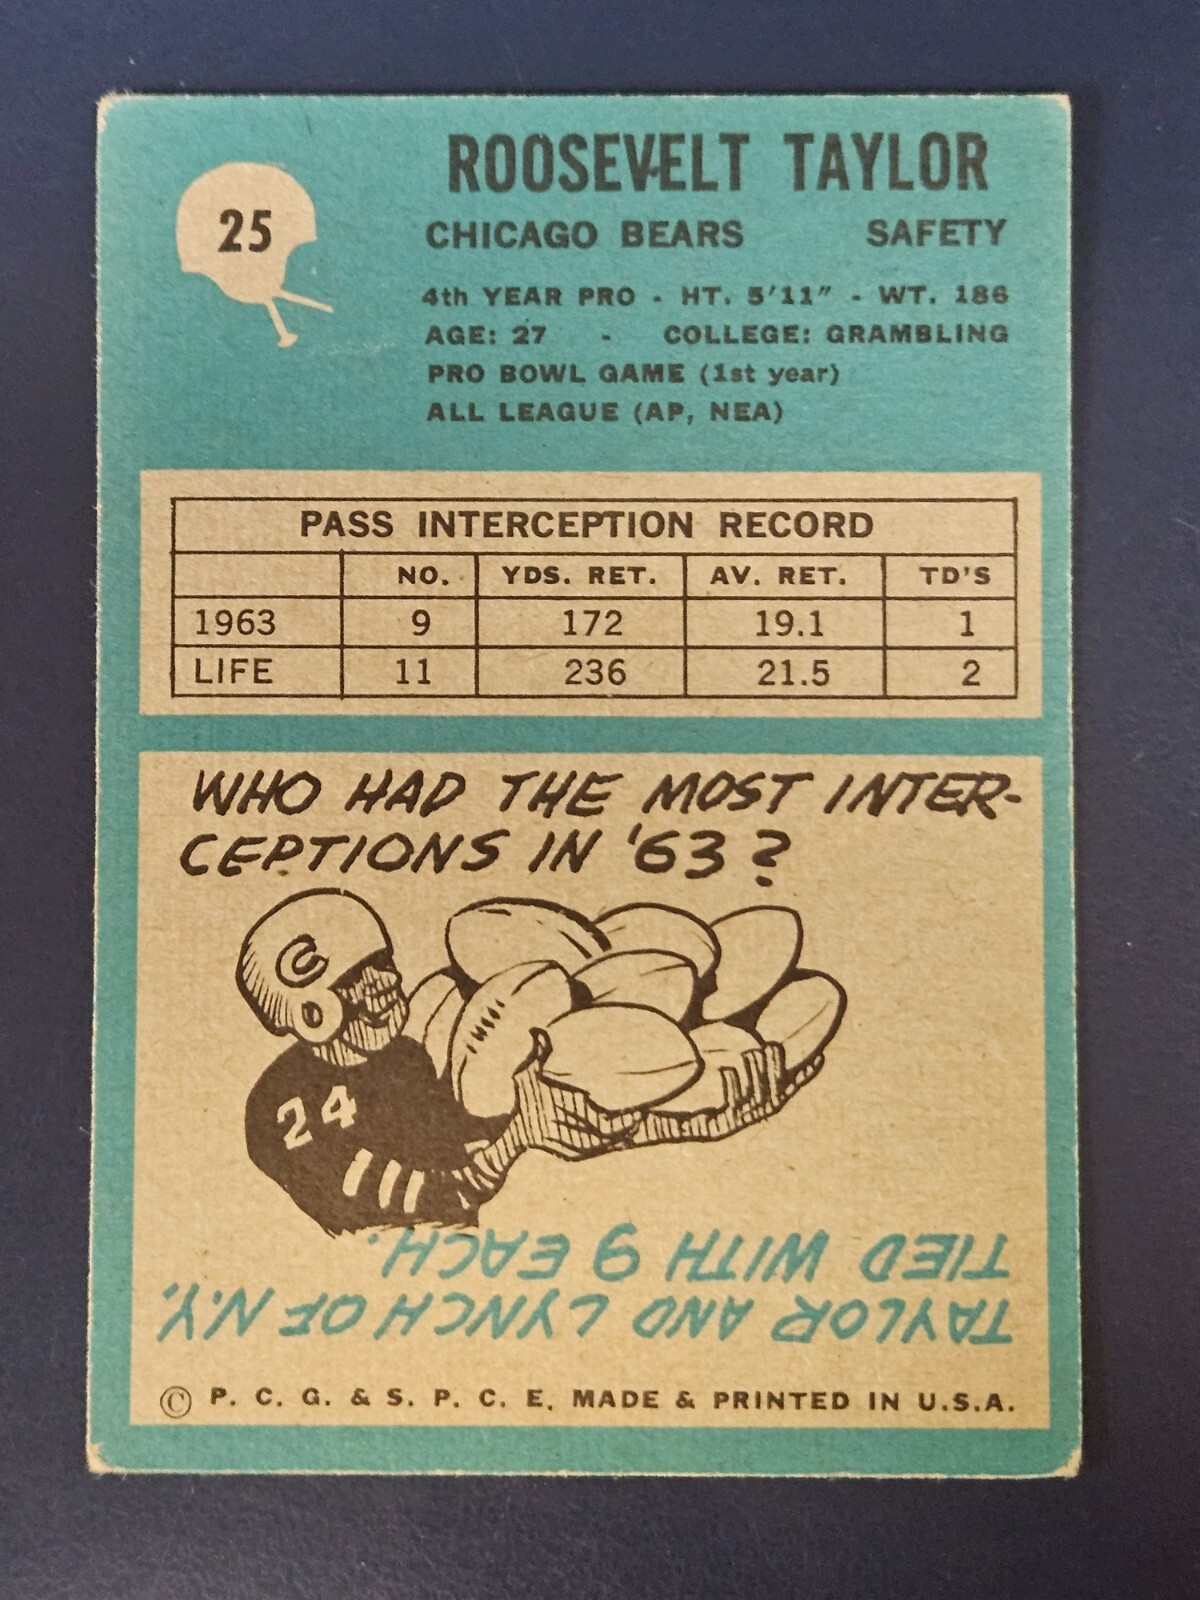 25
ROOSEVELT TAYLOR
CHICAGO BEARS SAFETY
4th YEAR PRO - HT. 5'11" - WT. 186
AGE: 27 - COLLEGE: GRAMBLING
PRO BOWL GAME (1st year)
ALL LEAGUE (AP, NEA)
PASS INTERCEPTION RECORD
NO. YDS. RET. AV. RET. TD'S
1963 9 172 19.1 1
LIFE 11 236 21.5 2
WHO HAD THE MOST INTER-
CEPTIONS IN '63?
C
24
TAYLOR AND LYNCH OF N.Y.
TIED WITH 9 EACH.
© P. C. G. & S. P. C. E. MADE & PRINTED IN U.S.A.